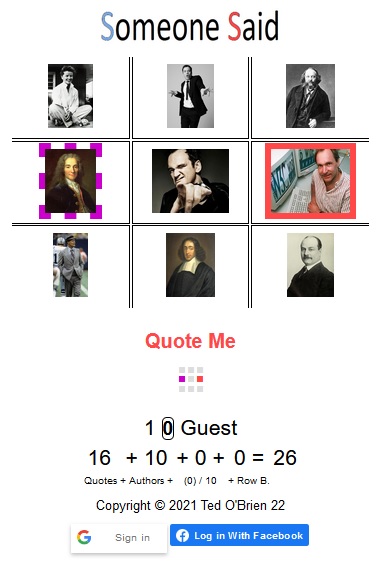 Someone Said
Quote Me
1 0 Guest
16 + 10 + 0 + 0 = 26
Quotes + Authors + (0) / 10 + Row B.
Copyright © 2021 Ted O'Brien 22
Sign in
Log in With Facebook